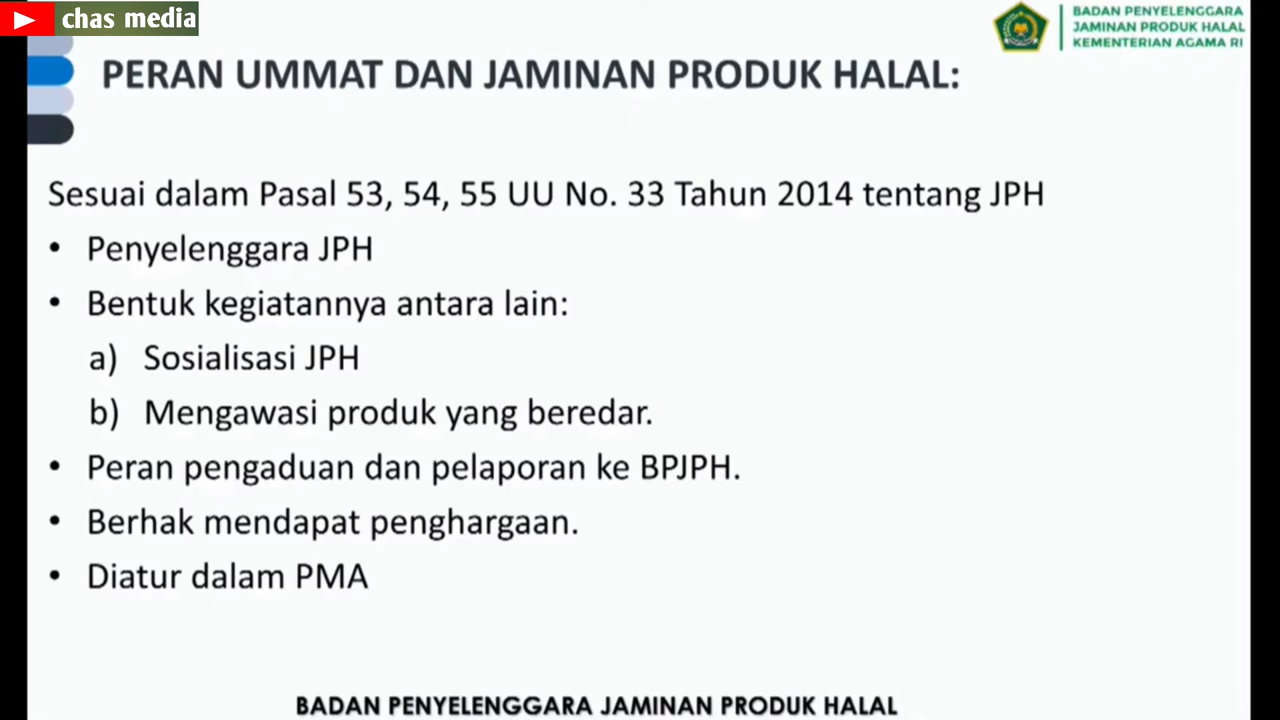 chas media
BADAN PENYELENGGARA
JAMINAN PRODUK HALAL
KEMENTERIAN AGAMA RI
PERAN UMMAT DAN JAMINAN PRODUK HALAL:
Sesuai dalam Pasal 53, 54, 55 UU No. 33 Tahun 2014 tentang JPH
• Penyelenggara JPH
• Bentuk kegiatannya antara lain:
a) Sosialisasi JPH
b) Mengawasi produk yang beredar.
• Peran pengaduan dan pelaporan ke BPJPH.
• Berhak mendapat penghargaan.
• Diatur dalam PMA
BADAN PENYELENGGARA JAMINAN PRODUK HALAL